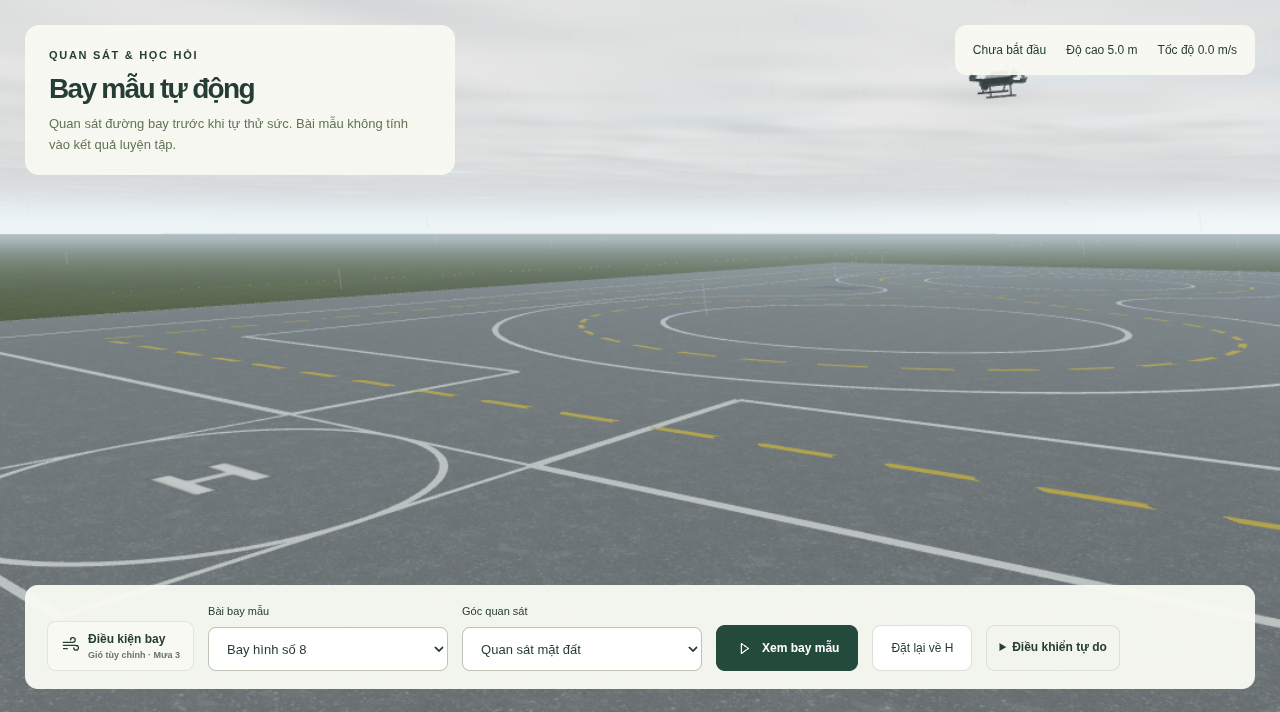 QUAN SÁT & HỌC HỎI
Bay mẫu tự động
Quan sát đường bay trước khi tự thử sức. Bài mẫu không tính
vào kết quả luyện tập.
Chưa bắt đầu Độ cao 5.0 m Tốc độ 0.0 m/s
H
Điều kiện bay
Gió tùy chỉnh · Mưa 3
Bài bay mẫu
Bay hình số 8
Góc quan sát
Quan sát mặt đất
Xem bay mẫu
Đặt lại về H
Điều khiển tự do